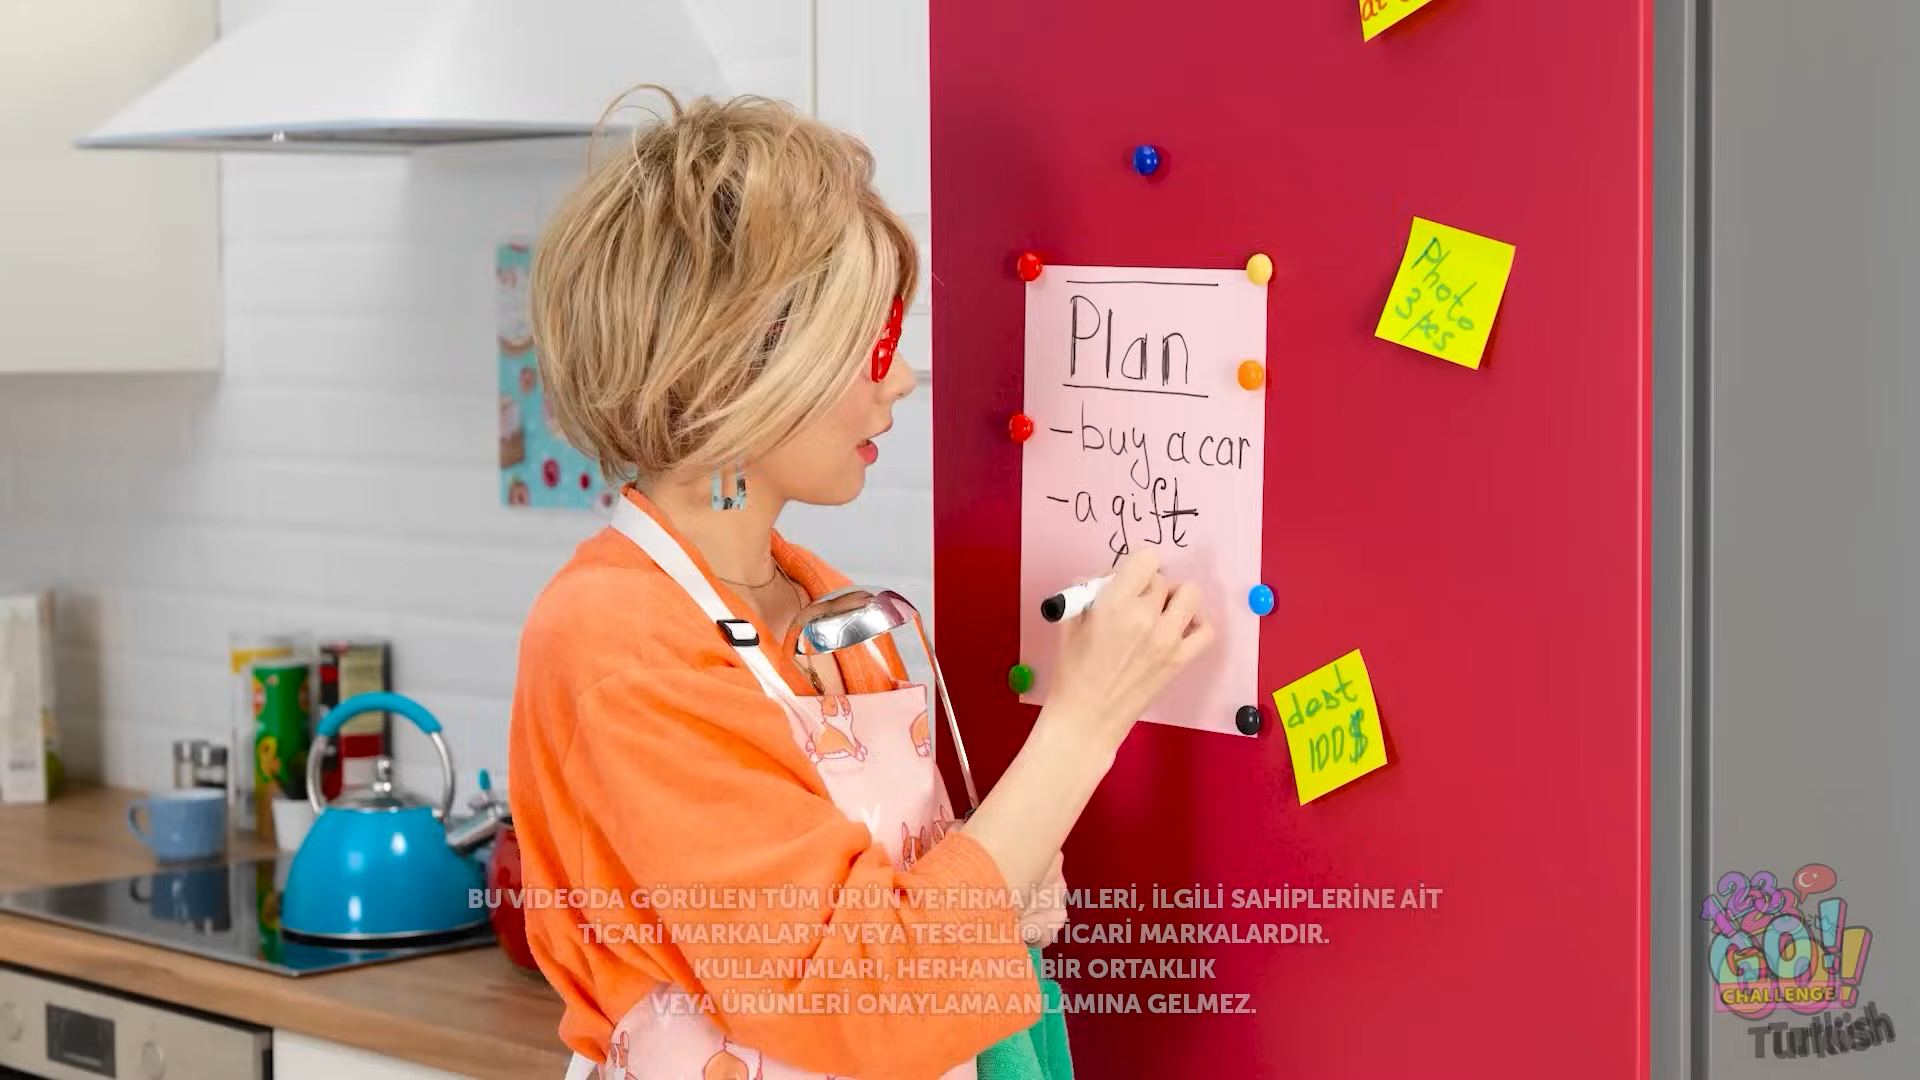 Plan
-buy a car
-a gift
Photo
3 pcs
dest
100$
BU VİDEODA GÖRÜLEN TÜM ÜRÜN VE FİRMA İSİMLERİ, İLGİLİ SAHİPLERİNE AİT
TİCARİ MARKALAR™ VEYA TESCİLLİ® TİCARİ MARKALARDIR.
KULLANIMLARI, HERHANGİ BİR ORTAKLIK
VEYA ÜRÜNLERİ ONAYLAMA ANLAMINA GELMEZ.
123
GO!
CHALLENGE!
Turkish